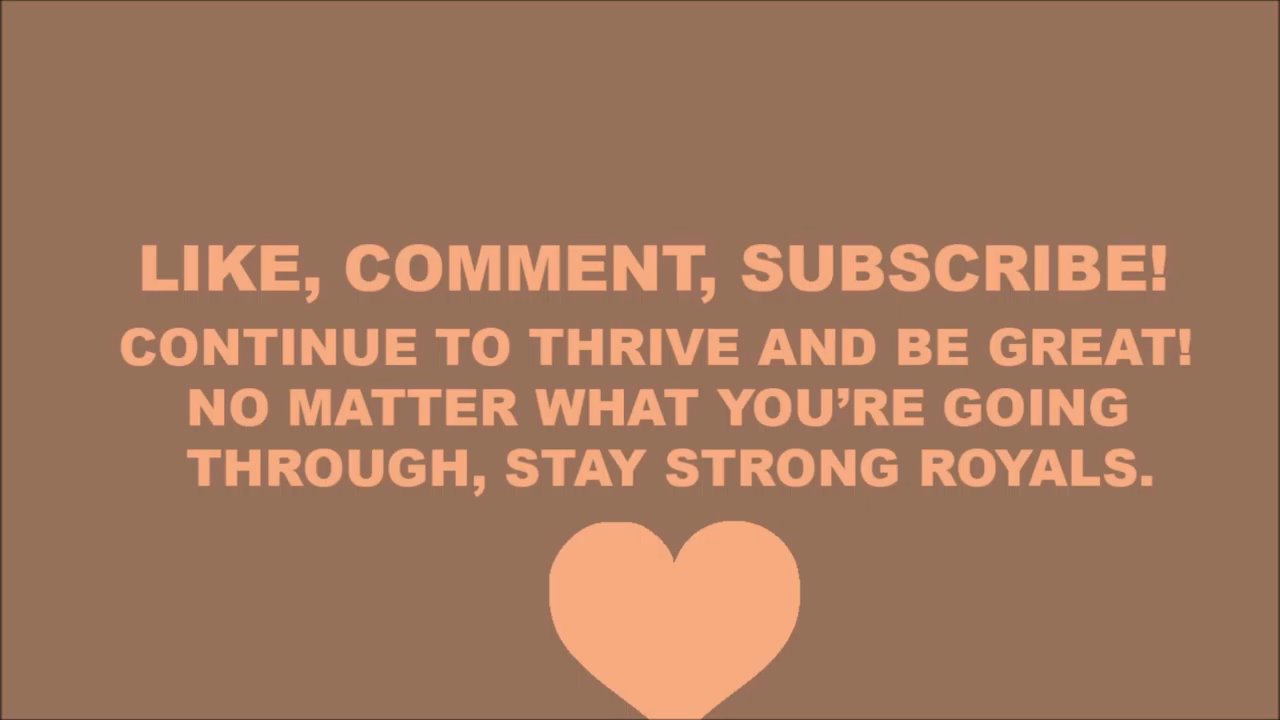 LIKE, COMMENT, SUBSCRIBE!
CONTINUE TO THRIVE AND BE GREAT!
NO MATTER WHAT YOU’RE GOING
THROUGH, STAY STRONG ROYALS.